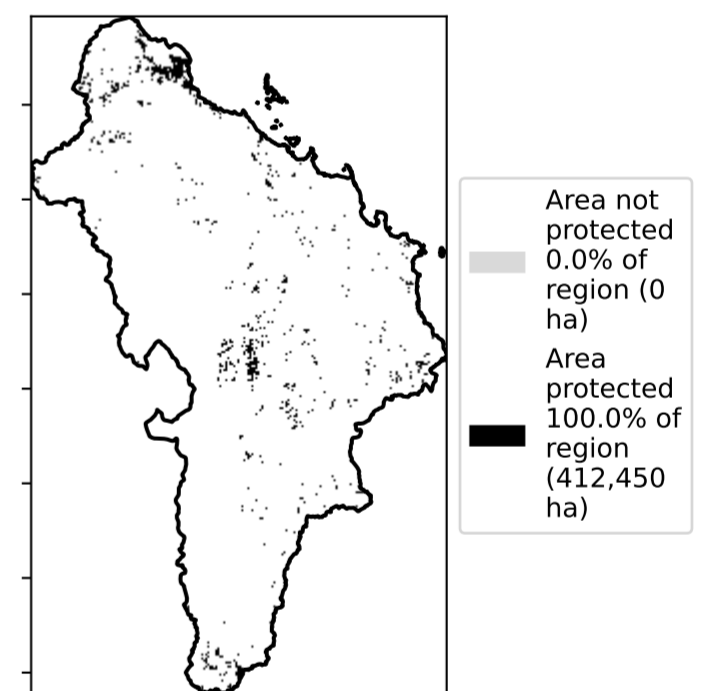 Area not
protected
0.0% of
region (0
ha)
Area
protected
100.0% of
region
(412,450
ha)